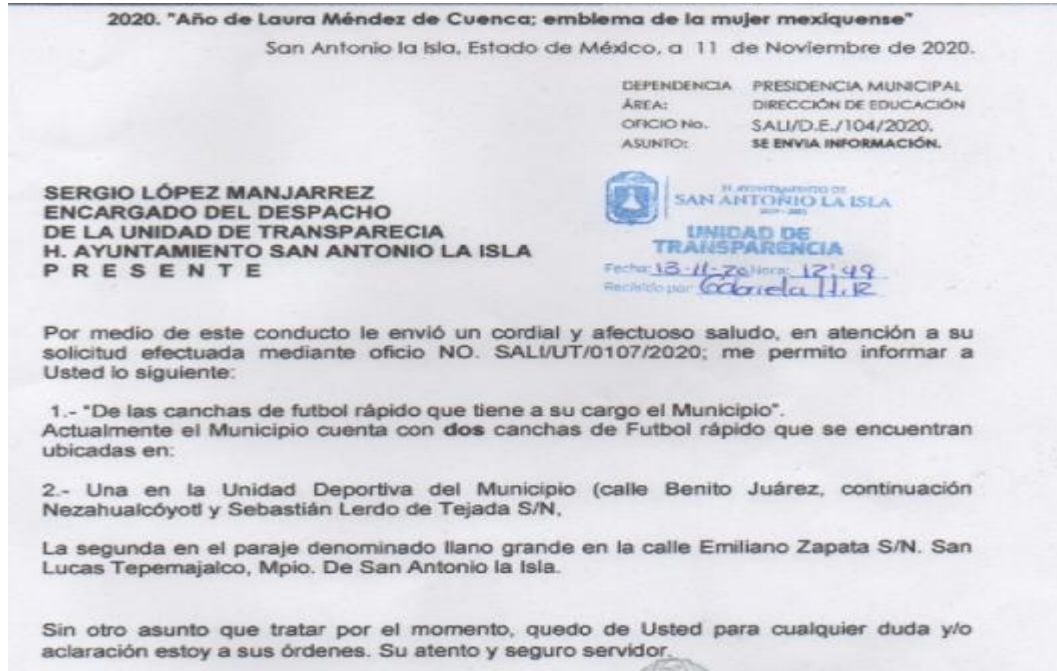 2020. "Año de Laura Méndez de Cuenca; emblema de la mujer mexiquense"
San Antonio la Isla, Estado de México, a 11 de Noviembre de 2020.
DEPENDENCIA PRESIDENCIA MUNICIPAL
ÁREA: DIRECCIÓN DE EDUCACIÓN
OFICIO No. SALI/D.E./104/2020.
ASUNTO: SE ENVIA INFORMACIÓN.
SERGIO LÓPEZ MANJARREZ
ENCARGADO DEL DESPACHO
DE LA UNIDAD DE TRANSPARECIA
H. AYUNTAMIENTO SAN ANTONIO LA ISLA
P R E S E N T E
H. AYUNTAMIENTO DE
SAN ANTONIO LA ISLA
UNIDAD DE
TRANSPARENCIA
Fecha: 13-11-20 Hora: 12:49
Recibido por: Gabriela H.R
Por medio de este conducto le envió un cordial y afectuoso saludo, en atención a su
solicitud efectuada mediante oficio NO. SALI/UT/0107/2020; me permito informar a
Usted lo siguiente:
1.- "De las canchas de futbol rápido que tiene a su cargo el Municipio".
Actualmente el Municipio cuenta con dos canchas de Futbol rápido que se encuentran
ubicadas en:
2.- Una en la Unidad Deportiva del Municipio (calle Benito Juárez, continuación
Nezahualcóyotl y Sebastián Lerdo de Tejada S/N,
La segunda en el paraje denominado llano grande en la calle Emiliano Zapata S/N. San
Lucas Tepemajalco, Mpio. De San Antonio la Isla.
Sin otro asunto que tratar por el momento, quedo de Usted para cualquier duda y/o
aclaración estoy a sus órdenes. Su atento y seguro servidor.